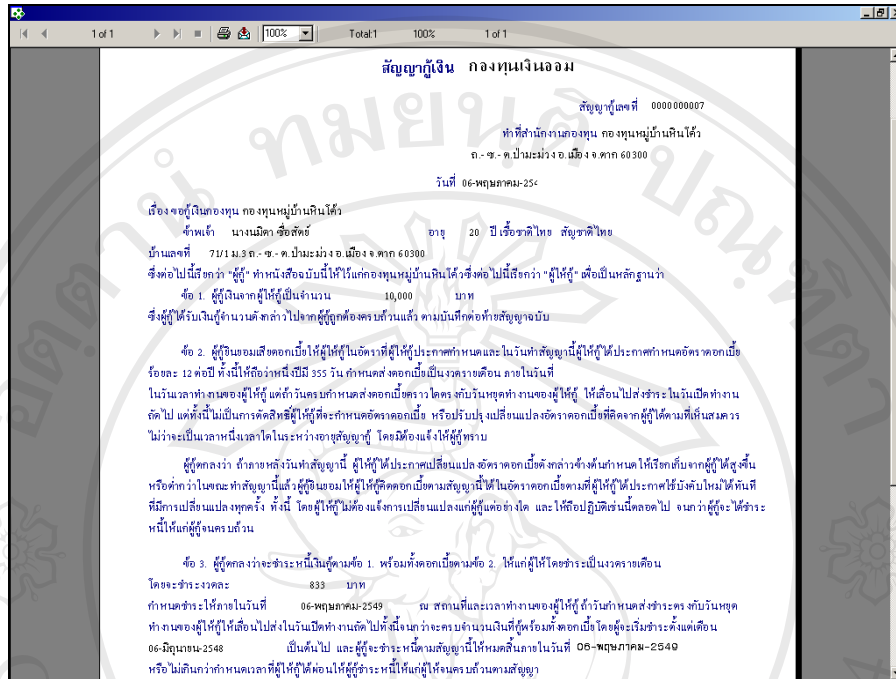 1 of 1 100% Total:1 100% 1 of 1
สัญญากู้เงิน กองทุนเงินออม
สัญญากู้เลขที่ 0000000007
ทำที่สำนักงานกองทุน กองทุนหมู่บ้านหินโค้ว
ถ.- ซ.- ต.ป่ามะม่วง อ.เมือง จ.ตาก 60300
วันที่ 06-พฤษภาคม-25
เรื่อง ขอกู้เงินกองทุน กองทุนหมู่บ้านหินโค้ว
ข้าพเจ้า นางนมิตา ซื่อสัตย์ อายุ 20 ปี เชื้อชาติไทย สัญชาติไทย
บ้านเลขที่ 71/1 ม.3 ถ.- ซ.- ต.ป่ามะม่วง อ.เมือง จ.ตาก 60300
ซึ่งต่อไปนี้เรียกว่า "ผู้กู้" ทำหนังสือฉบับนี้ให้ไว้แก่กองทุนหมู่บ้านหินโค้วซึ่งต่อไปนี้เรียกว่า "ผู้ให้กู้" เพื่อเป็นหลักฐานว่า
ข้อ 1. ผู้กู้เงินจากผู้ให้กู้เป็นจำนวน 10,000 บาท
ซึ่งผู้กู้ได้รับเงินกู้จำนวนดังกล่าวไปจากผู้กู้ถูกต้องครบถ้วนแล้ว ตามบันทึกต่อท้ายสัญญาฉบับ
ข้อ 2. ผู้กู้ยินยอมเสียดอกเบี้ยให้ผู้ให้กู้ในอัตราที่ผู้ให้กู้ประกาศกำหนดและในวันทำสัญญานี้ผู้ให้กู้ได้ประกาศกำหนดอัตราดอกเบี้ย
ร้อยละ 12 ต่อปี ทั้งนี้ให้ถือว่าหนึ่งปีมี 355 วัน กำหนดส่งดอกเบี้ยเป็นงวดรายเดือน ภายในวันที่
ในวันเวลาทำงานของผู้ให้กู้ แต่ถ้าวันครบกำหนดส่งดอกเบี้ยคราวใดตรงกับวันหยุดทำงานของผู้ให้กู้ ให้เลื่อนไปส่งชำระในวันเปิดทำงาน
ถัดไป แต่ทั้งนี้ไม่เป็นการตัดสิทธิ์ผู้ให้กู้ที่จะกำหนดอัตราดอกเบี้ย หรือปรับปรุงเปลี่ยนแปลงอัตราดอกเบี้ยที่คิดจากผู้กู้ได้ตามที่เห็นสมควร
ไม่ว่าจะเป็นเวลาหนึ่งเวลาใดในระหว่างอายุสัญญากู้ โดยมิต้องแจ้งให้ผู้กู้ทราบ
ผู้กู้ตกลงว่า ถ้าภายหลังวันทำสัญญานี้ ผู้ให้กู้ได้ประกาศเปลี่ยนแปลงอัตราดอกเบี้ยดังกล่าวข้างต้นกำหนดให้เรียกเก็บจากผู้กู้ได้สูงขึ้น
หรือต่ำกว่าในขณะทำสัญญานี้แล้วผู้กู้ยินยอมให้ผู้ให้กู้คิดดอกเบี้ยตามสัญญานี้ได้ในอัตราดอกเบี้ยตามที่ผู้ให้กู้ได้ประกาศใช้บังคับใหม่ได้ทันที
ที่มีการเปลี่ยนแปลงทุกครั้ง ทั้งนี้ โดยผู้ให้กู้ไม่ต้องแจ้งการเปลี่ยนแปลงแก่ผู้กู้แต่อย่างใด และให้ถือปฏิบัติเช่นนี้ตลอดไป จนกว่าผู้กู้จะได้ชำระ
หนี้ให้แก่ผู้กู้จนครบถ้วน
ข้อ 3. ผู้กู้ตกลงว่าจะชำระหนี้เงินกู้ตามข้อ 1. พร้อมทั้งดอกเบี้ยตามข้อ 2. ให้แก่ผู้ให้โดยชำระเป็นงวดรายเดือน
โดยจะชำระงวดละ 833 บาท
กำหนดชำระให้ภายในวันที่ 06-พฤษภาคม-2549 ณ สถานที่และเวลาทำงานของผู้ให้กู้ ถ้าวันกำหนดส่งชำระตรงกับวันหยุด
ทำงานของผู้ให้กู้ให้เลื่อนไปส่งในวันเปิดทำงานถัดไปทั้งนี้จนกว่าจะครบจำนวนเงินที่กู้พร้อมทั้งดอกเบี้ยโดยผู้จะเริ่มชำระตั้งแต่เดือน
06-มิถุนายน-2548 เป็นต้นไป และผู้กู้จะชำระหนี้ตามสัญญานี้ให้หมดสิ้นภายในวันที่ 06-พฤษภาคม-2549
หรือไม่เกินกว่ากำหนดเวลาที่ผู้ให้กู้ได้ผ่อนให้ผู้กู้ชำระหนี้ให้แก่ผู้ให้จนครบถ้วนตามสัญญา